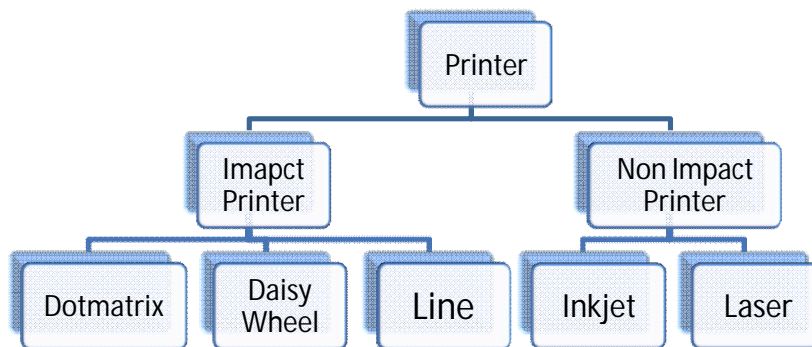 Printer
Imapct
Printer
Non Impact
Printer
Dotmatrix
Daisy
Wheel
Line
Inkjet
Laser